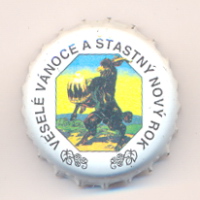 VESELÉ VÁNOCE A STASTNÝ NOVÝ ROK